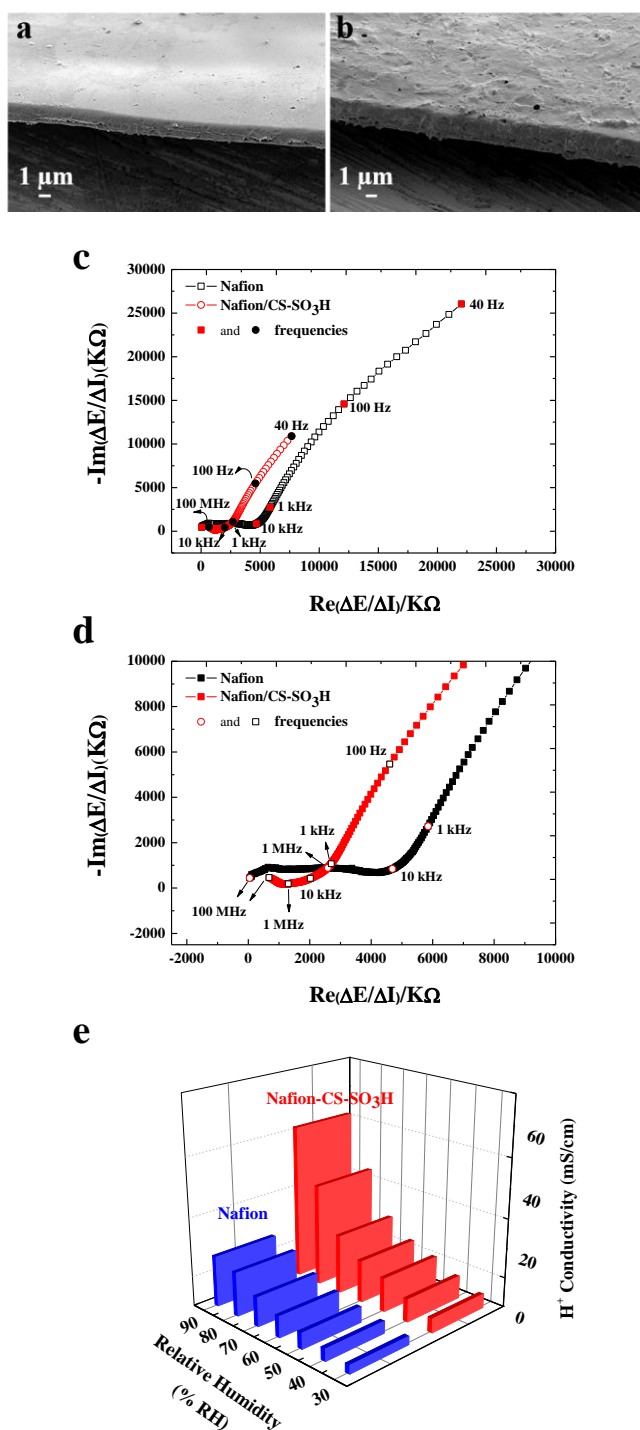 a
b
1 μm
1 μm
c
30000
25000
20000
15000
10000
5000
0
-Im(ΔE/ΔI)(KΩ)
Nafion
Nafion/CS-SO3H
and frequencies
40 Hz
100 Hz
40 Hz
100 Hz
100 MHz
1 kHz
10 kHz
10 kHz
1 kHz
0
5000
10000
15000
20000
25000
30000
Re(ΔE/ΔI)/KΩ
d
10000
8000
6000
4000
2000
0
-2000
-Im(ΔE/ΔI)(KΩ)
Nafion
Nafion/CS-SO3H
and frequencies
100 Hz
1 kHz
1 kHz
1 MHz
10 kHz
10 kHz
100 MHz
1 MHz
-2000
0
2000
4000
6000
8000
10000
Re(ΔE/ΔI)/KΩ
e
Nafion-CS-SO3H
Nafion
60
40
20
0
H+ Conductivity (mS/cm)
90
80
70
60
50
40
30
Relative Humidity
(% RH)